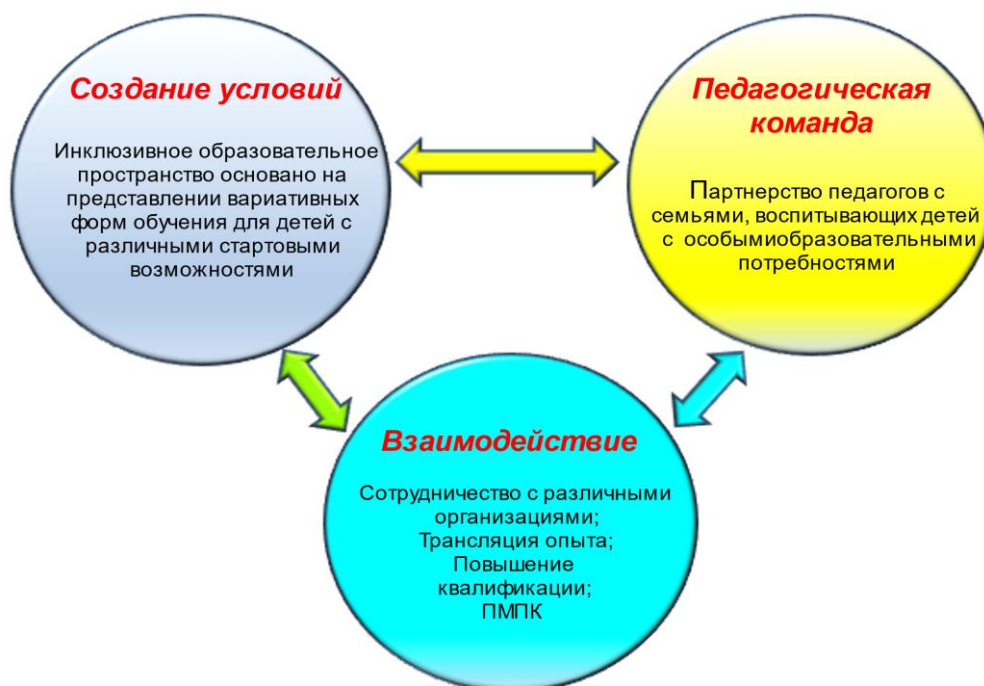 Создание условий
Инклюзивное образовательное
пространство основано на
представлении вариативных
форм обучения для детей с
различными стартовыми
возможностями
Педагогическая
команда
Партнерство педагогов с
семьями, воспитывающих детей
с особымиобразовательными
потребностями
Взаимодействие
Сотрудничество с различными
организациями;
Трансляция опыта;
Повышение
квалификации;
ПМПК